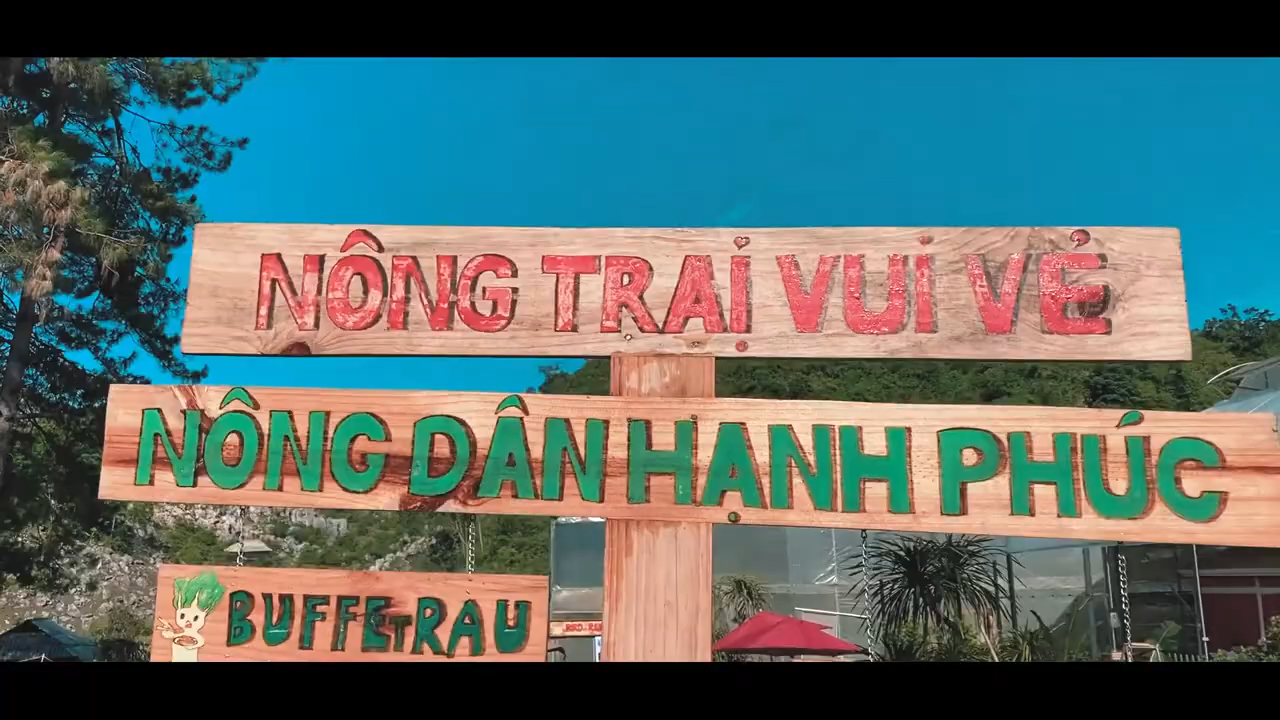 NÔNG TRẠI VUI VẺ
NÔNG DÂN HẠNH PHÚC
BUFFET RAU